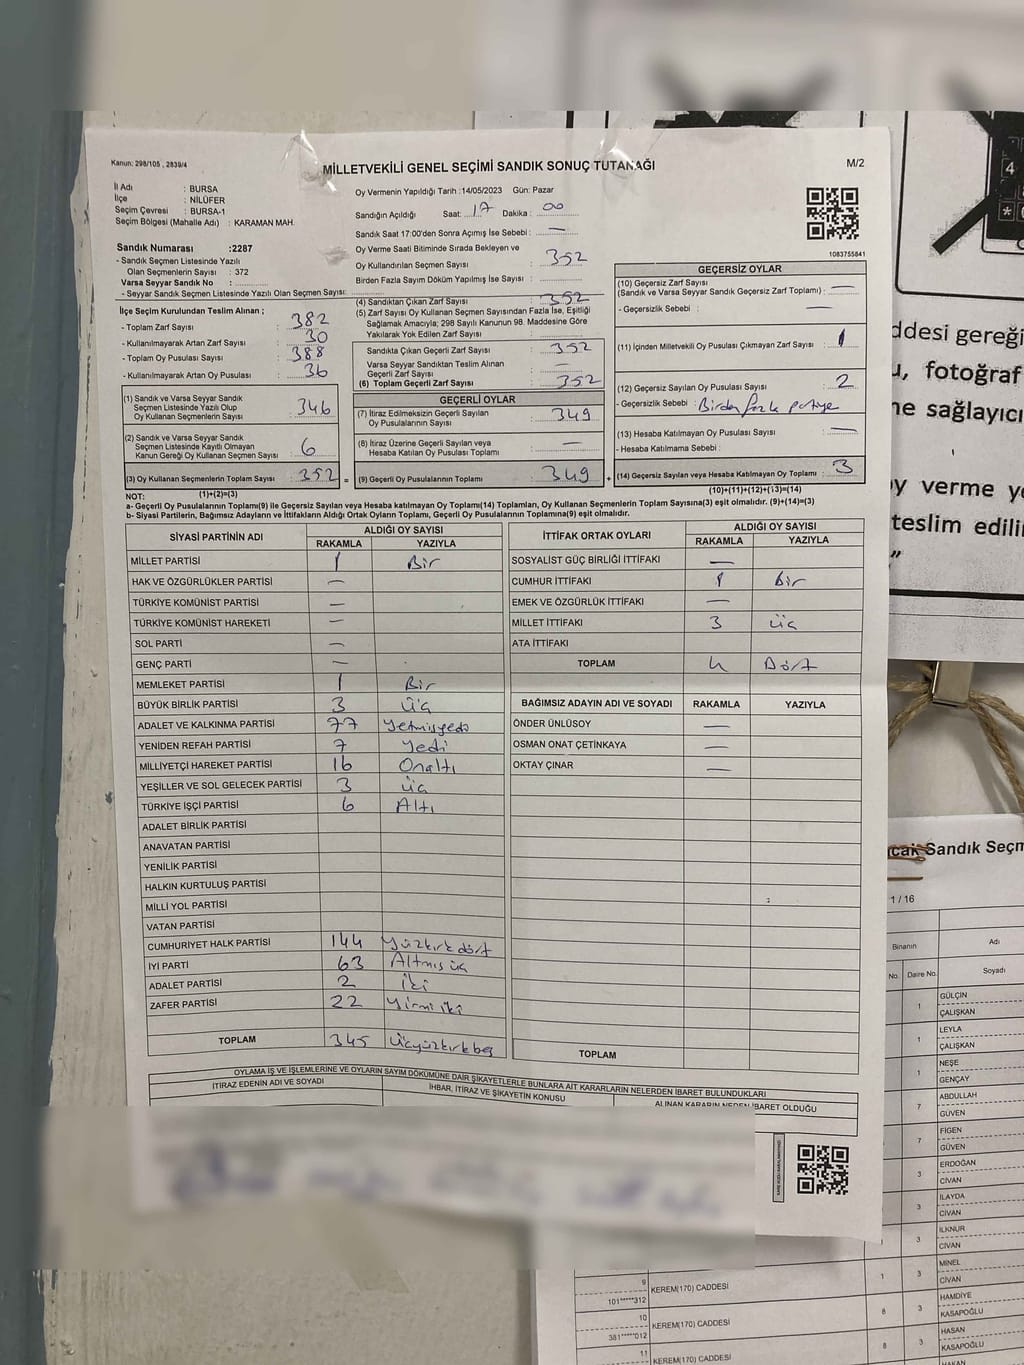 Kanun: 298/105 , 2839/4
MİLLETVEKİLİ GENEL SEÇİMİ SANDIK SONUÇ TUTANAĞI
M/2
İl Adı : BURSA
İlçe : NİLÜFER
Seçim Çevresi : BURSA-1
Seçim Bölgesi (Mahalle Adı) : KARAMAN MAH.
Sandık Numarası :2287
- Sandık Seçmen Listesinde Yazılı
Olan Seçmenlerin Sayısı : 372
Varsa Seyyar Sandık No :
- Seyyar Sandık Seçmen Listesinde Yazılı Olan Seçmen Sayısı:
İlçe Seçim Kurulundan Teslim Alınan ;
- Toplam Zarf Sayısı : 382
- Kullanılmayarak Artan Zarf Sayısı : 30
- Toplam Oy Pusulası Sayısı : 388
- Kullanılmayarak Artan Oy Pusulası : 36
(1) Sandık ve Varsa Seyyar Sandık
Seçmen Listesinde Yazılı Olup
Oy Kullanan Seçmenlerin Sayısı : 346
(2) Sandık ve Varsa Seyyar Sandık
Seçmen Listesinde Kayıtlı Olmayan
Kanun Gereği Oy Kullanan Seçmen Sayısı : 6
(3) Oy Kullanan Seçmenlerin Toplam Sayısı : 352 =
(1)+(2)=(3)
Oy Vermenin Yapıldığı Tarih :14/05/2023 Gün: Pazar
Sandığın Açıldığı Saat: 17 Dakika : 00
Sandık Saat 17:00'den Sonra Açımış İse Sebebi : —
Oy Verme Saati Bitiminde Sırada Bekleyen ve
Oy Kullandırılan Seçmen Sayısı : 352
Birden Fazla Sayım Döküm Yapılmış İse Sayısı :
(4) Sandıktan Çıkan Zarf Sayısı : 352
(5) Zarf Sayısı Oy Kullanan Seçmen Sayısından Fazla İse, Eşitliği
Sağlamak Amacıyla; 298 Sayılı Kanunun 98. Maddesine Göre
Yakılarak Yok Edilen Zarf Sayısı :
Sandıkta Çıkan Geçerli Zarf Sayısı : 352
Varsa Seyyar Sandıktan Teslim Alınan
Geçerli Zarf Sayısı : —
(6) Toplam Geçerli Zarf Sayısı : 352
GEÇERLİ OYLAR
(7) İtiraz Edilmeksizin Geçerli Sayılan
Oy Pusulalarının Sayısı : 349
(8) İtiraz Üzerine Geçerli Sayılan veya
Hesaba Katılan Oy Pusulası Toplamı : —
(9) Geçerli Oy Pusulalarının Toplamı : 349 +
1083755841
GEÇERSİZ OYLAR
(10) Geçersiz Zarf Sayısı
(Sandık ve Varsa Seyyar Sandık Geçersiz Zarf Toplamı) : —
- Geçersizlik Sebebi : —
(11) İçinden Milletvekili Oy Pusulası Çıkmayan Zarf Sayısı : 1
(12) Geçersiz Sayılan Oy Pusulası Sayısı : 2
- Geçersizlik Sebebi : Birden fazla partiye
(13) Hesaba Katılmayan Oy Pusulası Sayısı : —
- Hesaba Katılmama Sebebi :
(14) Geçersiz Sayılan veya Hesaba Katılmayan Oy Toplamı : 3
(10)+(11)+(12)+(13)=(14)
NOT:
a- Geçerli Oy Pusulalarının Toplamı(9) ile Geçersiz Sayılan veya Hesaba katılmayan Oy Toplamı(14) Toplamları, Oy Kullanan Seçmenlerin Toplam Sayısına(3) eşit olmalıdır. (9)+(14)=(3)
b- Siyasi Partilerin, Bağımsız Adayların ve İttifakların Aldığı Ortak Oyların Toplamı, Geçerli Oy Pusulalarının Toplamına(9) eşit olmalıdır.
SİYASİ PARTİNİN ADI ALDIĞI OY SAYISI
RAKAMLA YAZIYLA
MİLLET PARTİSİ 1 Bir
HAK VE ÖZGÜRLÜKLER PARTİSİ —
TÜRKİYE KOMÜNİST PARTİSİ —
TÜRKİYE KOMÜNİST HAREKETİ —
SOL PARTİ —
GENÇ PARTİ —
MEMLEKET PARTİSİ 1 Bir
BÜYÜK BİRLİK PARTİSİ 3 üç
ADALET VE KALKINMA PARTİSİ 77 Yetmişyedi
YENİDEN REFAH PARTİSİ 7 Yedi
MİLLİYETÇİ HAREKET PARTİSİ 16 Onaltı
YEŞİLLER VE SOL GELECEK PARTİSİ 3 üç
TÜRKİYE İŞÇİ PARTİSİ 6 Altı
ADALET BİRLİK PARTİSİ
ANAVATAN PARTİSİ
YENİLİK PARTİSİ
HALKIN KURTULUŞ PARTİSİ
MİLLİ YOL PARTİSİ
VATAN PARTİSİ
CUMHURİYET HALK PARTİSİ 144 Yüzkırkdört
İYİ PARTİ 63 Altmış üç
ADALET PARTİSİ 2 İki
ZAFER PARTİSİ 22 Yirmi iki
TOPLAM 345 Üçyüzkırkbeş
İTTİFAK ORTAK OYLARI ALDIĞI OY SAYISI
RAKAMLA YAZIYLA
SOSYALİST GÜÇ BİRLİĞİ İTTİFAKI —
CUMHUR İTTİFAKI 1 Bir
EMEK VE ÖZGÜRLÜK İTTİFAKI —
MİLLET İTTİFAKI 3 üç
ATA İTTİFAKI
TOPLAM 4 Dört
BAĞIMSIZ ADAYIN ADI VE SOYADI RAKAMLA YAZIYLA
ÖNDER ÜNLÜSOY —
OSMAN ONAT ÇETİNKAYA —
OKTAY ÇINAR —
TOPLAM
OYLAMA İŞ VE İŞLEMLERİNE VE OYLARIN SAYIM DÖKÜMÜNE DAİR ŞİKAYETLERLE BUNLARA AİT KARARLARIN NELERDEN İBARET BULUNDUKLARI
İTİRAZ EDENİN ADI VE SOYADI
İHBAR, İTİRAZ VE ŞİKAYETİN KONUSU
ALINAN KARARIN NEDEN İBARET OLDUĞU
4
*
ddesi gereği
u, fotoğraf
ne sağlayıcı
oy verme ye
teslim edilir
”
cak Sandık Seçm
1 / 16
Binanın Adı
No. Daire No. Soyadı
1 GÜLÇİN
ÇALIŞKAN
1 LEYLA
ÇALIŞKAN
1 NEŞE
GENÇAY
7 ABDULLAH
GÜVEN
7 FİGEN
GÜVEN
3 ERDOĞAN
CİVAN
3 İLAYDA
CİVAN
3 İLKNUR
CİVAN
9 KEREM(170) CADDESİ 1 3 MİNEL
101*****312 CİVAN
10 KEREM(170) CADDESİ 8 3 HAMDİYE
381*****012 KASAPOĞLU
11 KEREM(170) CADDESİ 8 3 HASAN
KASAPOĞLU